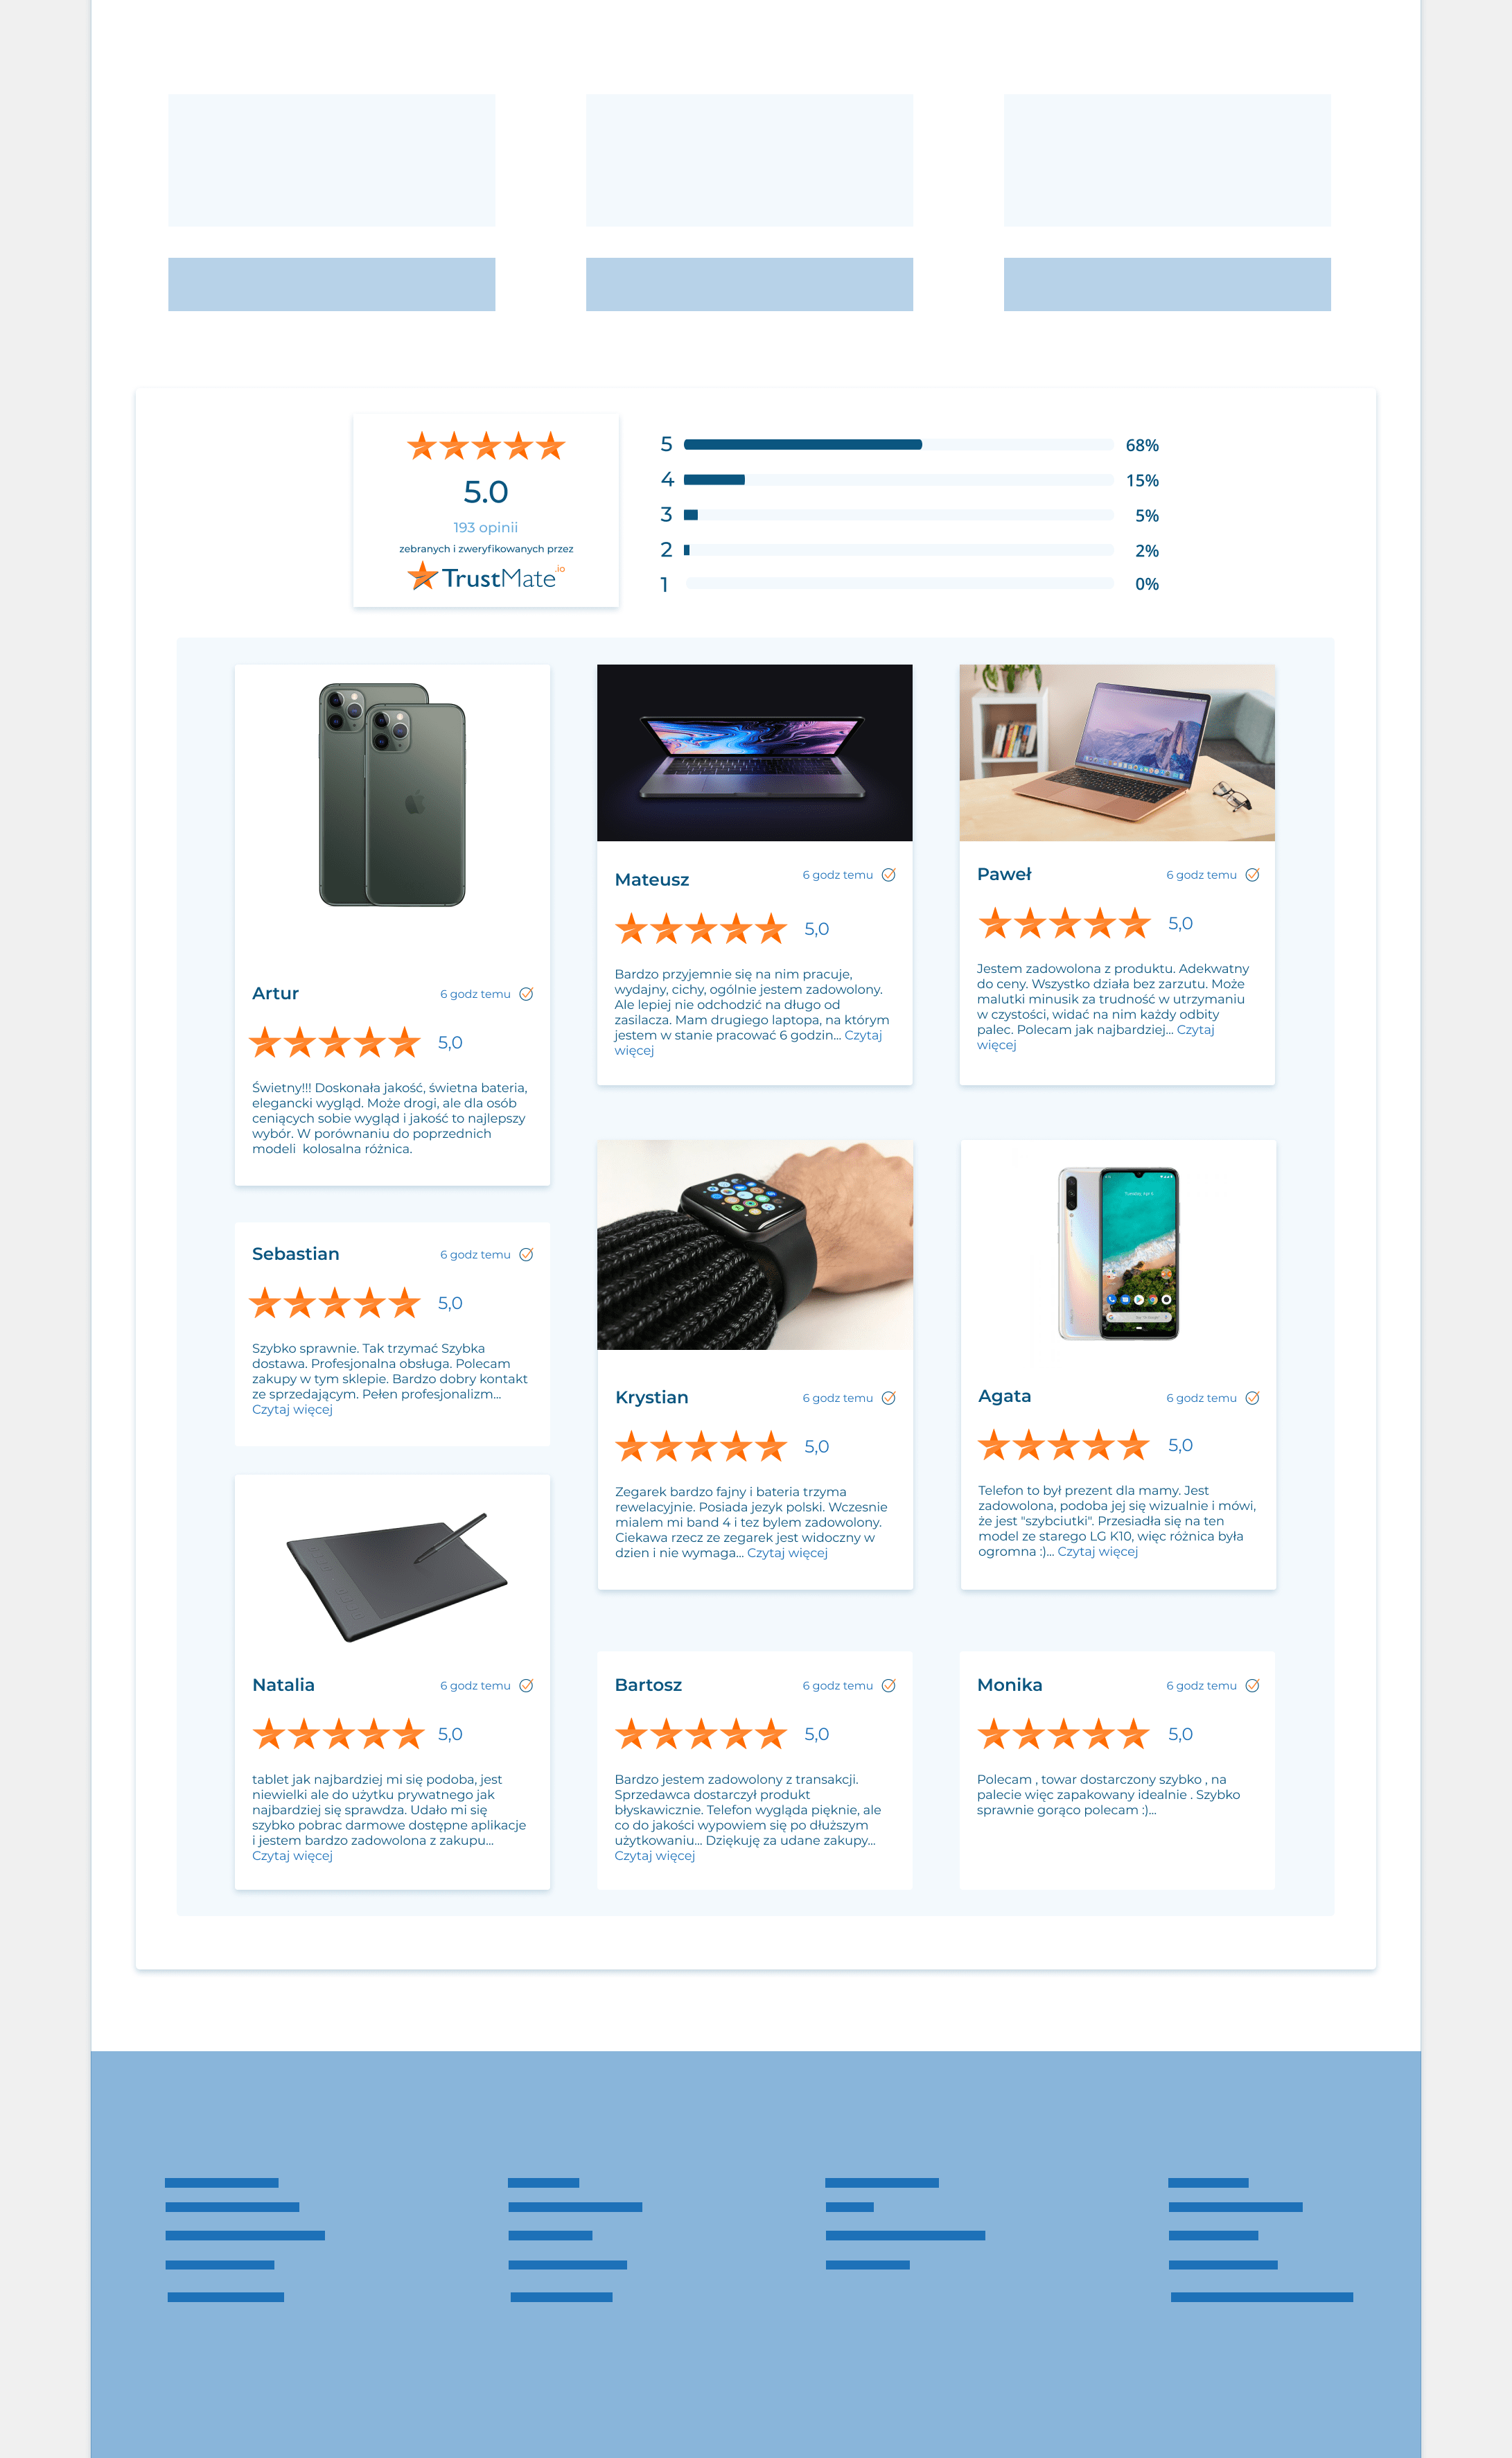 5.0
193 opinii
zebranych i zweryfikowanych przez
TrustMate.io
5 68%
4 15%
3 5%
2 2%
1 0%
Artur 6 godz temu
5,0
Świetny!!! Doskonała jakość, świetna bateria,
elegancki wygląd. Może drogi, ale dla osób
ceniących sobie wygląd i jakość to najlepszy
wybór. W porównaniu do poprzednich
modeli  kolosalna różnica.
Mateusz 6 godz temu
5,0
Bardzo przyjemnie się na nim pracuje,
wydajny, cichy, ogólnie jestem zadowolony.
Ale lepiej nie odchodzić na długo od
zasilacza. Mam drugiego laptopa, na którym
jestem w stanie pracować 6 godzin... Czytaj
więcej
Paweł 6 godz temu
5,0
Jestem zadowolona z produktu. Adekwatny
do ceny. Wszystko działa bez zarzutu. Może
malutki minusik za trudność w utrzymaniu
w czystości, widać na nim każdy odbity
palec. Polecam jak najbardziej... Czytaj
więcej
Sebastian 6 godz temu
5,0
Szybko sprawnie. Tak trzymać Szybka
dostawa. Profesjonalna obsługa. Polecam
zakupy w tym sklepie. Bardzo dobry kontakt
ze sprzedającym. Pełen profesjonalizm...
Czytaj więcej
Krystian 6 godz temu
5,0
Zegarek bardzo fajny i bateria trzyma
rewelacyjnie. Posiada jezyk polski. Wczesnie
mialem mi band 4 i tez bylem zadowolony.
Ciekawa rzecz ze zegarek jest widoczny w
dzien i nie wymaga... Czytaj więcej
Tuesday, Apr 6
Agata 6 godz temu
5,0
Telefon to był prezent dla mamy. Jest
zadowolona, podoba jej się wizualnie i mówi,
że jest "szybciutki". Przesiadła się na ten
model ze starego LG K10, więc różnica była
ogromna :)... Czytaj więcej
Natalia 6 godz temu
5,0
tablet jak najbardziej mi się podoba, jest
niewielki ale do użytku prywatnego jak
najbardziej się sprawdza. Udało mi się
szybko pobrac darmowe dostępne aplikacje
i jestem bardzo zadowolona z zakupu...
Czytaj więcej
Bartosz 6 godz temu
5,0
Bardzo jestem zadowolony z transakcji.
Sprzedawca dostarczył produkt
błyskawicznie. Telefon wygląda pięknie, ale
co do jakości wypowiem się po dłuższym
użytkowaniu... Dziękuję za udane zakupy...
Czytaj więcej
Monika 6 godz temu
5,0
Polecam , towar dostarczony szybko , na
palecie więc zapakowany idealnie . Szybko
sprawnie gorąco polecam :)...